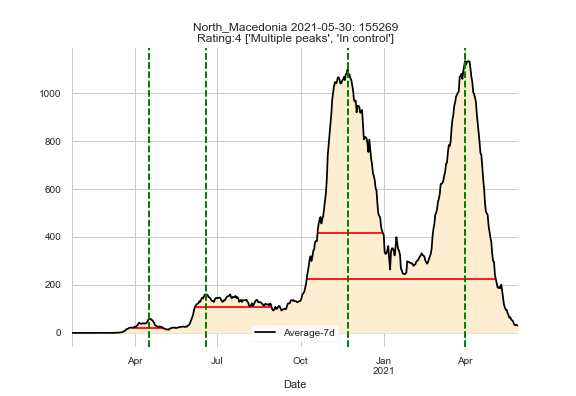 North_Macedonia 2021-05-30: 155269
Rating:4 ['Multiple peaks', 'In control']
1000
800
600
400
200
0
Average-7d
Apr
Jul
Oct
Jan
2021
Apr
Date